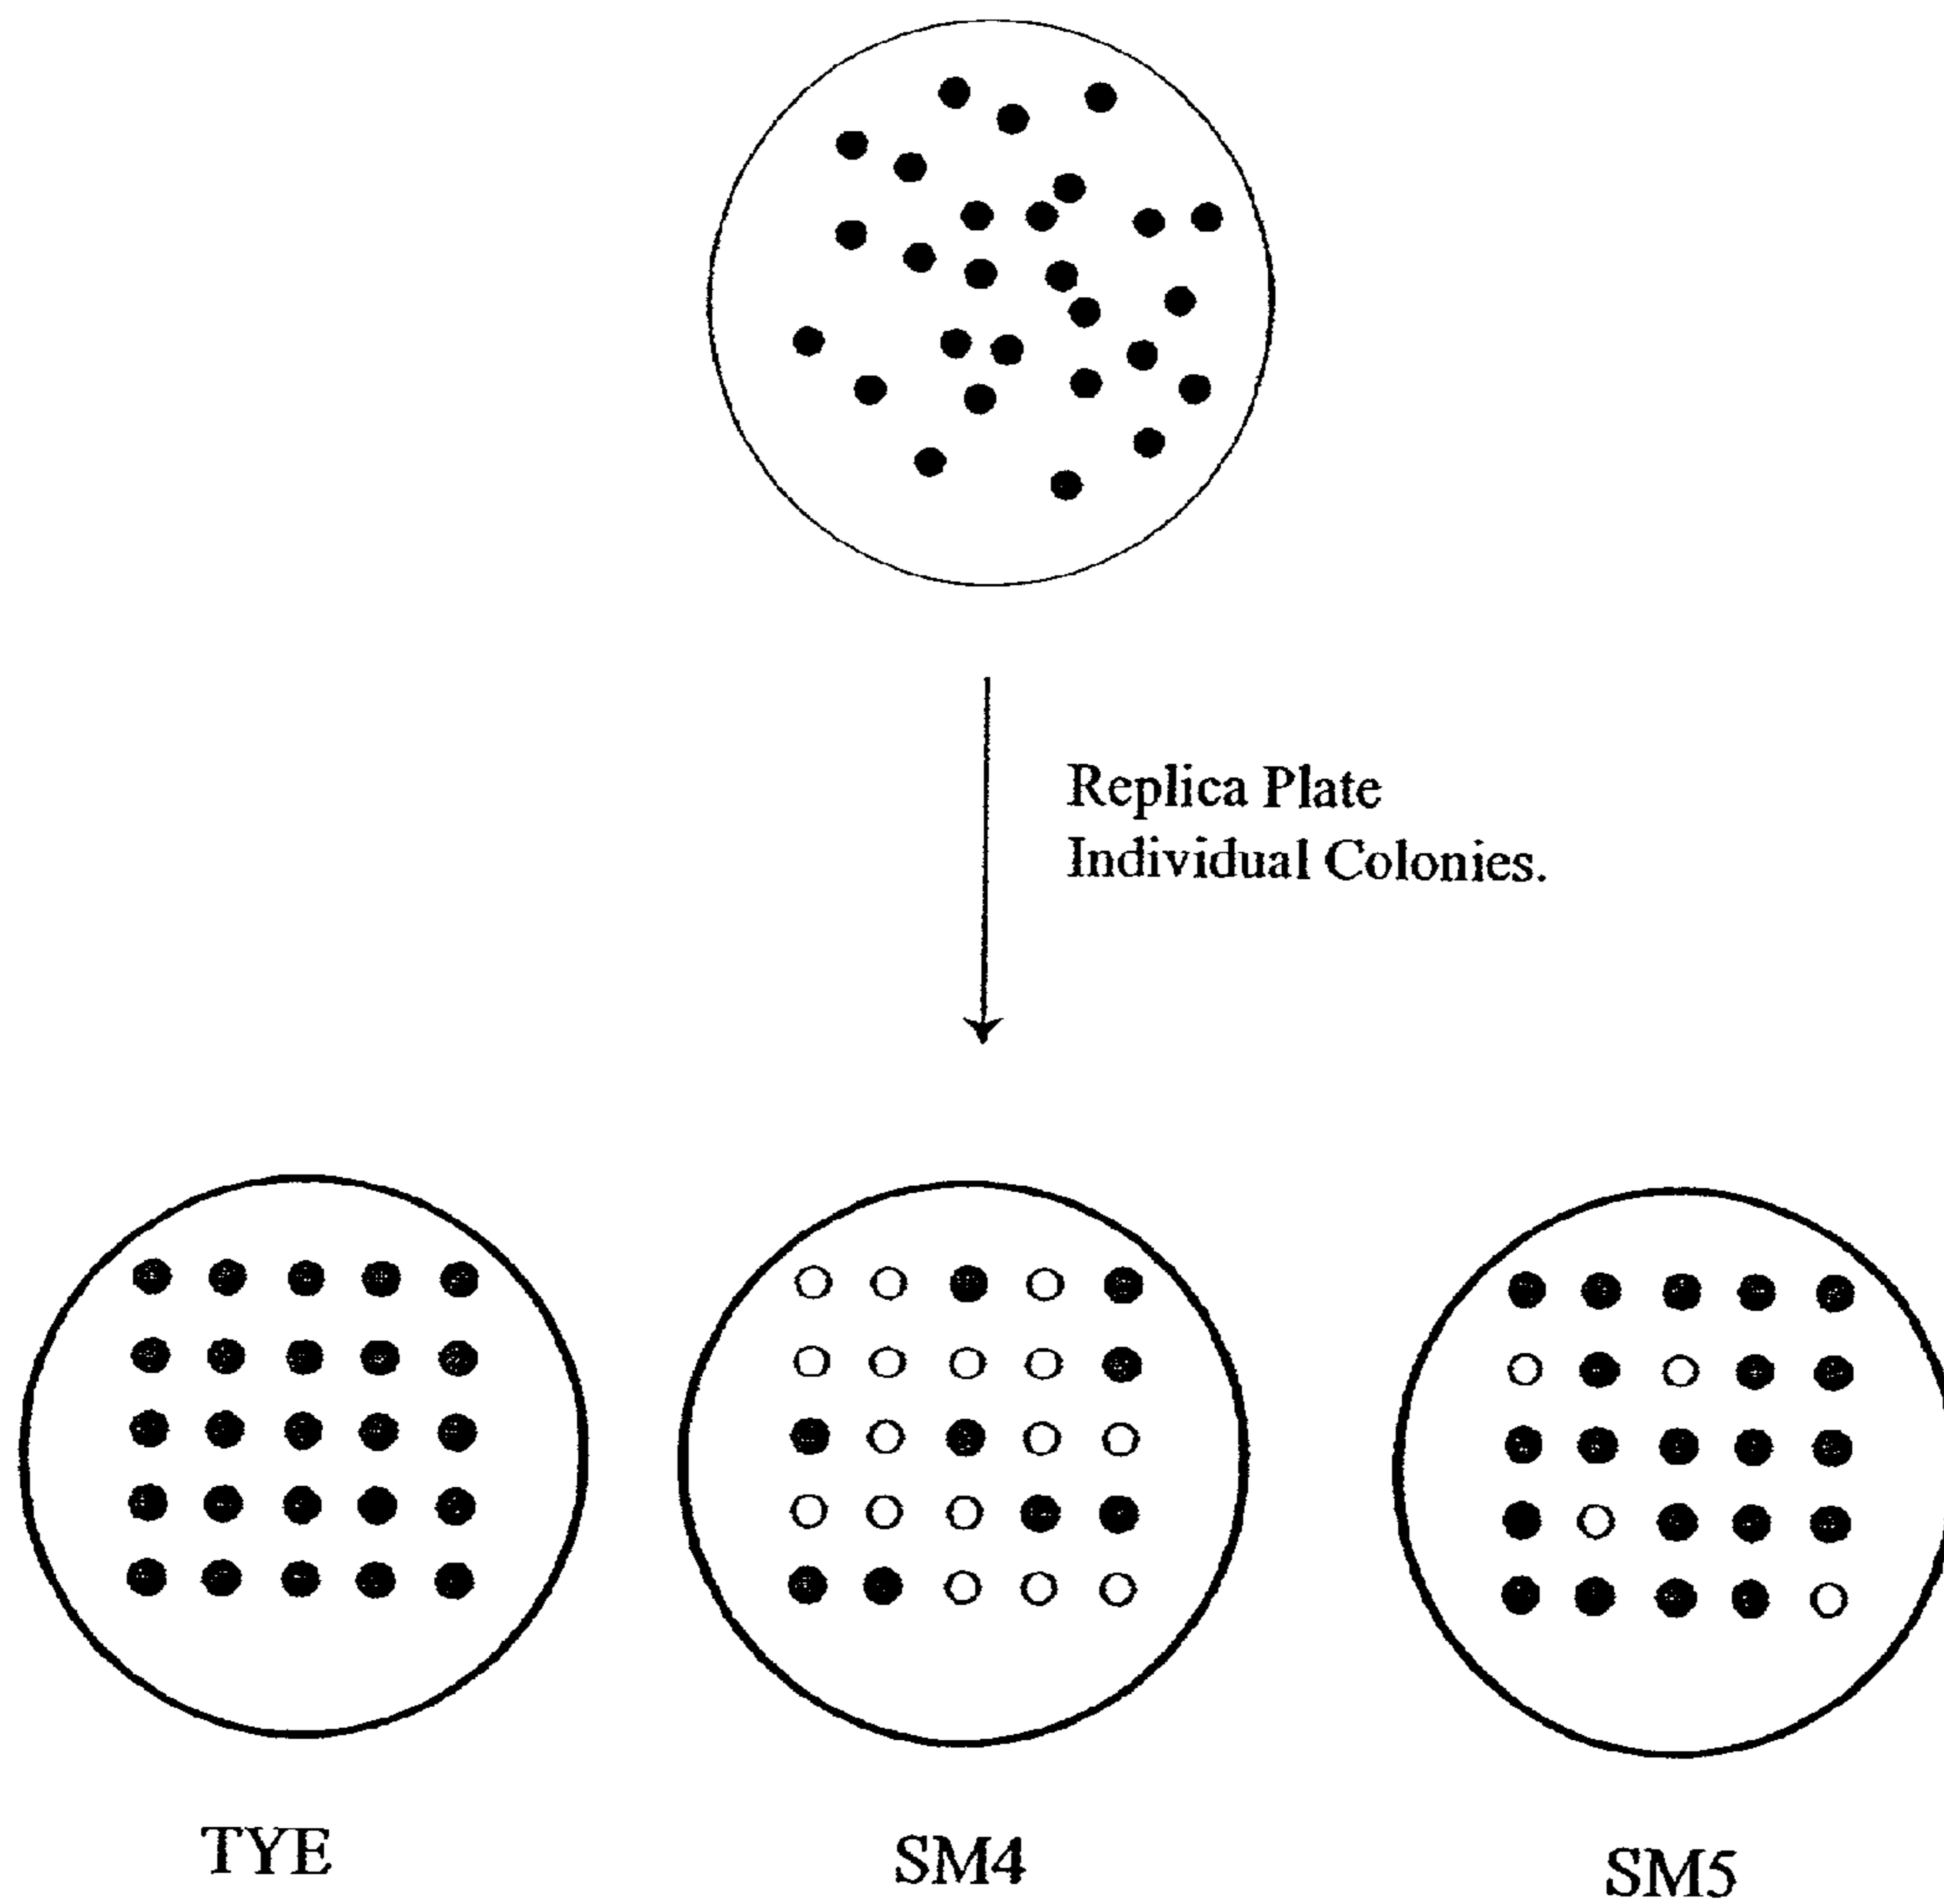 Replica Plate
Individual Colonies.
TYE
SM4
SM5